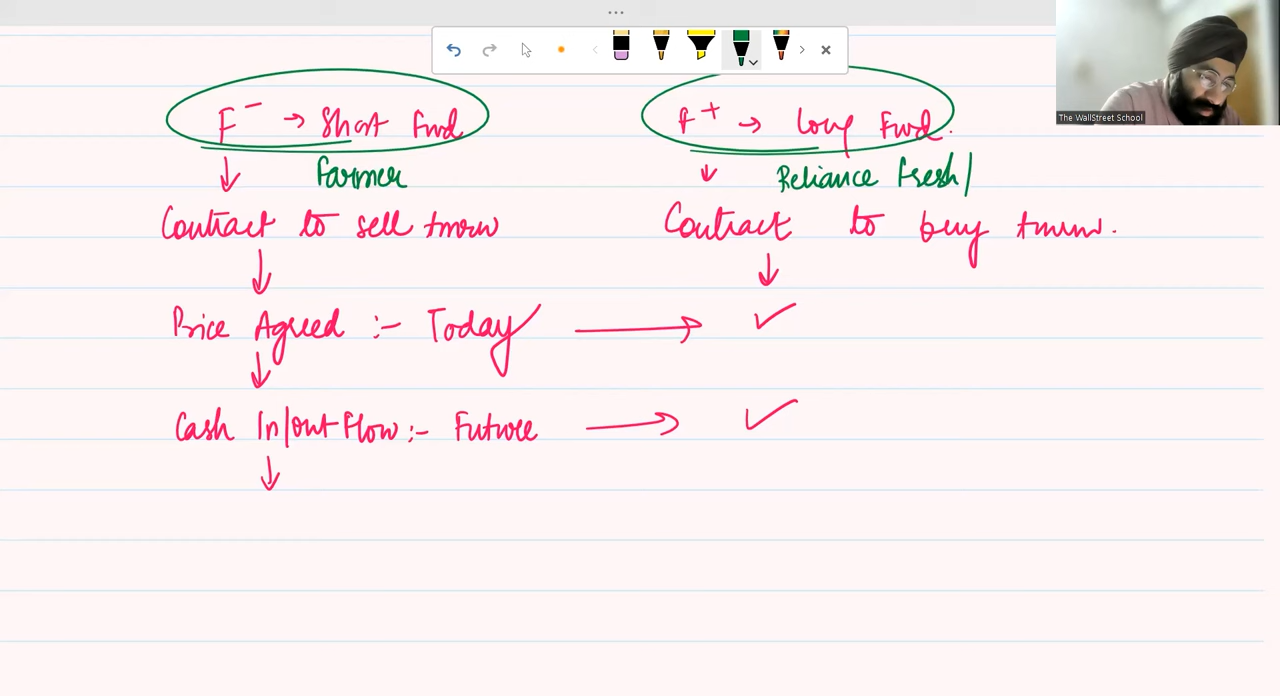 The WallStreet School
F⁻ → Short Fwd
F⁺ → Long Fwd.
Farmer
Reliance Fresh/
Contract to sell tmrw
Contract to buy tmrw.
Price Agreed :- Today → ✓
Cash In/out Flow :- Future → ✓